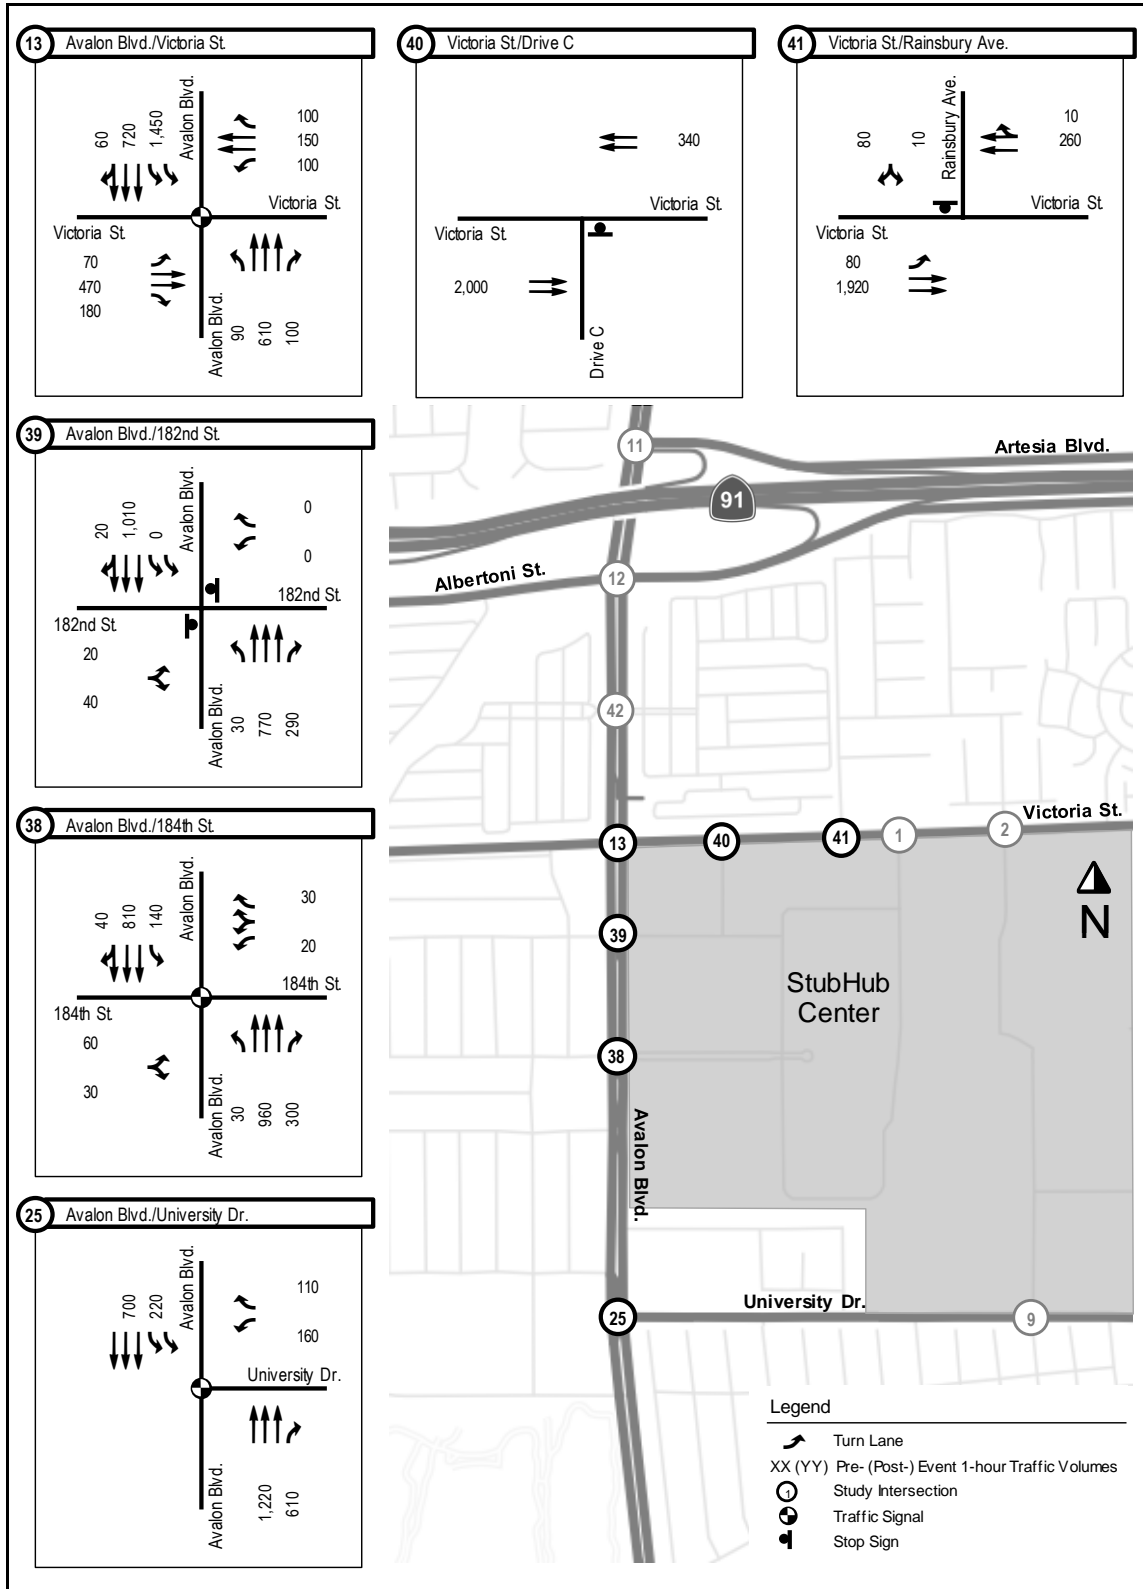 13 Avalon Blvd./Victoria St.
60
720
1,450
Avalon Blvd.
100
150
100
Victoria St.
Victoria St.
70
470
180
Avalon Blvd.
90
610
100
40 Victoria St./Drive C
340
Victoria St.
Victoria St.
2,000
Drive C
41 Victoria St./Rainsbury Ave.
80
10
Rainsbury Ave.
10
260
Victoria St.
Victoria St.
80
1,920
39 Avalon Blvd./182nd St.
20
1,010
0
Avalon Blvd.
0
0
182nd St.
182nd St.
20
40
Avalon Blvd.
30
770
290
38 Avalon Blvd./184th St.
40
810
140
Avalon Blvd.
30
20
184th St.
184th St.
60
30
Avalon Blvd.
30
960
300
25 Avalon Blvd./University Dr.
700
220
Avalon Blvd.
110
160
University Dr.
Avalon Blvd.
1,220
610
11
Artesia Blvd.
91
Albertoni St.
12
42
Victoria St.
13
40
41
1
2
N
39
StubHub
Center
38
Avalon Blvd.
University Dr.
25
9
Legend
Turn Lane
XX (YY) Pre- (Post-) Event 1-hour Traffic Volumes
1 Study Intersection
Traffic Signal
Stop Sign